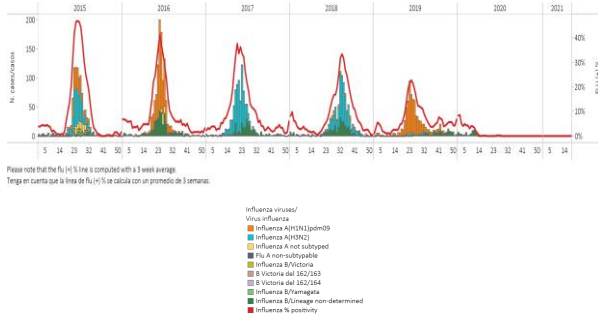 2015 2016 2017 2018 2019 2020 2021
200
150
100
50
0
N. cases/casos
40%
30%
20%
10%
0%
5 14 23 32 41 50 5 14 23 32 41 50 5 14 23 32 41 50 5 14 23 32 41 50 5 14 23 32 41 50 5 14 23 32 41 50 5 14
Please note that the flu (+) % line is computed with a 3 week average.
Tenga en cuenta que la línea de flu (+) % se calcula con un promedio de 3 semanas.
Influenza viruses/
Virus influenza
Influenza A(H1N1)pdm09
Influenza A(H3N2)
Influenza A not subtyped
Flu A non-subtypable
Influenza B/Victoria
B Victoria del 162/163
B Victoria del 162/164
Influenza B/Yamagata
Influenza B/Lineage non-determined
Influenza % positivity